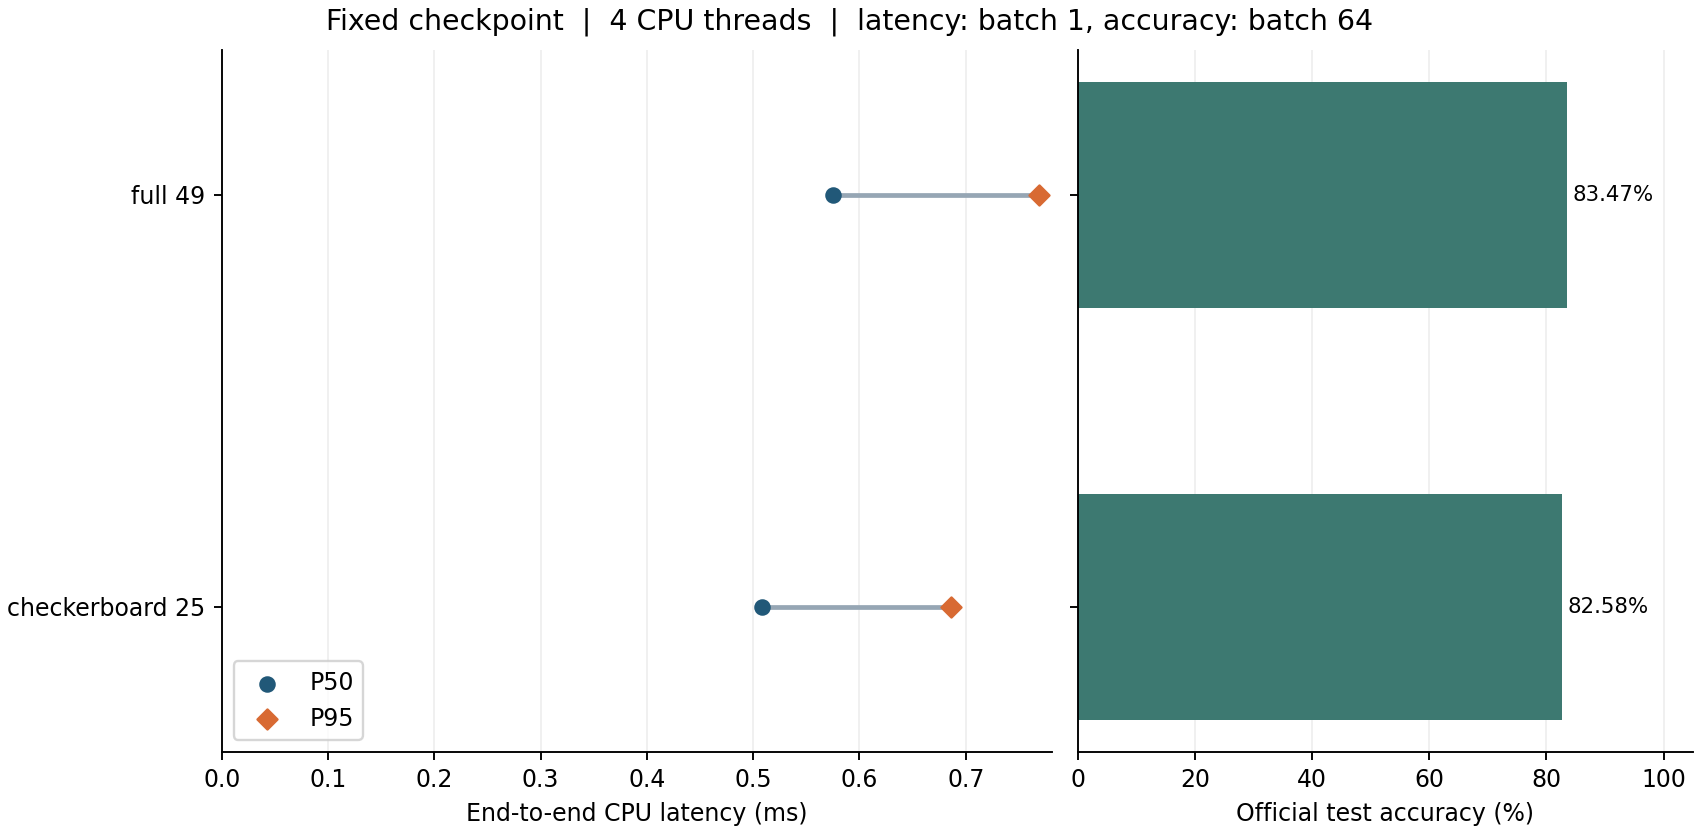 Fixed checkpoint | 4 CPU threads | latency: batch 1, accuracy: batch 64
full 49
checkerboard 25
P50
P95
0.0 0.1 0.2 0.3 0.4 0.5 0.6 0.7
End-to-end CPU latency (ms)
83.47%
82.58%
0 20 40 60 80 100
Official test accuracy (%)